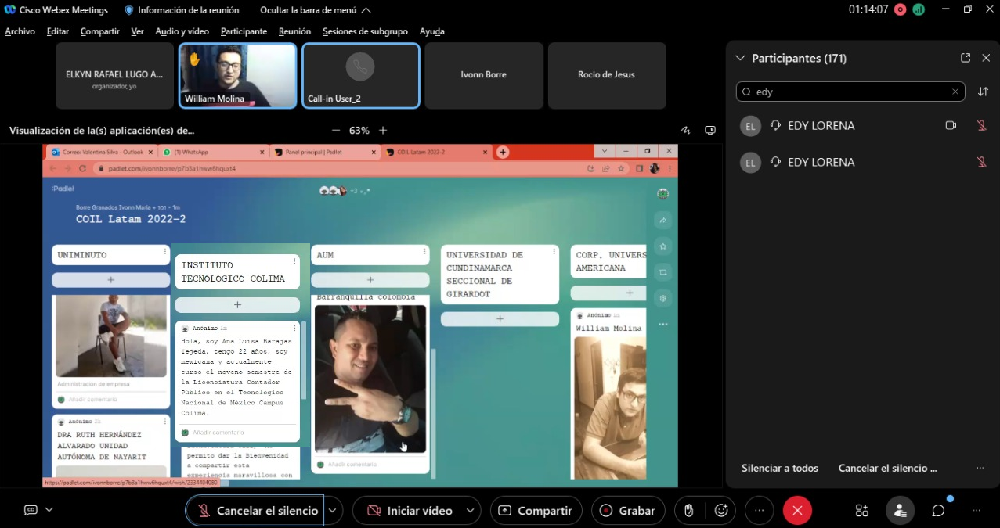 Cisco Webex Meetings
Información de la reunión
Ocultar la barra de menú
01:14:07
Archivo Editar Compartir Ver Audio y vídeo Participante Reunión Sesiones de subgrupo Ayuda
ELKYN RAFAEL LUGO A...
organizador, yo
William Molina
Call-in User_2
Ivonn Borre
Rocio de Jesus
Visualización de la(s) aplicación(es) de...
63%
Correo: Valentina Silva - Outlook
(1) WhatsApp
Panel principal | Padlet
COIL Latam 2022-2
padlet.com/ivonnborre/p7b3a1hww6hquxt4
:Padlet
+3
Borre Granados Ivonn Maria + 101 • 1m
COIL Latam 2022-2
UNIMINUTO
Administración de empresa
Añadir comentario
Anónimo
DRA RUTH HERNÁNDEZ
ALVARADO UNIDAD
AUTÓNOMA DE NAYARIT
INSTITUTO
TECNOLOGICO COLIMA
Anónimo
Hola, soy Ana Luisa Barajas
Tejeda, tengo 22 años, soy
mexicana y actualmente
curso el noveno semestre de
la Licenciatura Contador
Público en el Tecnológico
Nacional de México Campus
Colima.
Añadir comentario
permito dar la Bienvenidad
a compartir esta
experiencia maravillosa con
AUM
Barranquilla colombia
Añadir comentario
UNIVERSIDAD DE
CUNDINAMARCA
SECCIONAL DE
GIRARDOT
CORP. UNIVERS
AMERICANA
Anónimo
William Molina
https://padlet.com/ivonnborre/p7b3a1hww6hquxt4/wish/2334404080
Participantes (171)
edy
EL EDY LORENA
EL EDY LORENA
Silenciar a todos
Cancelar el silencio ...
Cancelar el silencio
Iniciar vídeo
Compartir
Grabar